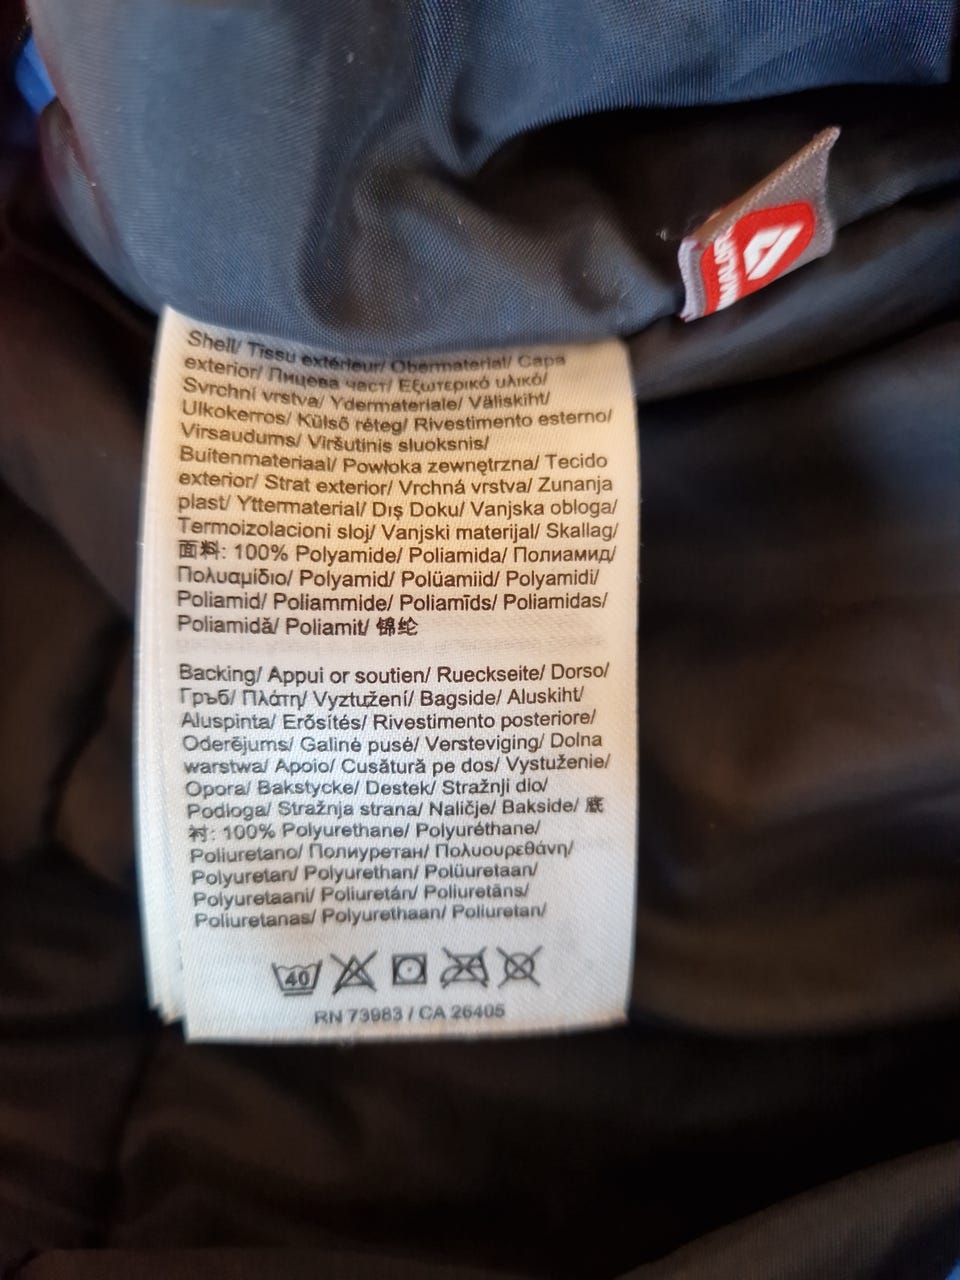 Shell/ Tissu extérieur/ Obermaterial/ Capa
exterior/ Пицева част/ Εξωτερικό υλικό/
Svrchní vrstva/ Ydermateriale/ Väliskiht/
Ulkokerros/ Külső réteg/ Rivestimento esterno/
Virsaudums/ Viršutinis sluoksnis/
Buitenmateriaal/ Powłoka zewnętrzna/ Tecido
exterior/ Strat exterior/ Vrchná vrstva/ Zunanja
plast/ Yttermaterial/ Dış Doku/ Vanjska obloga/
Termoizolacioni sloj/ Vanjski materijal/ Skallag/
面料: 100% Polyamide/ Poliamida/ Полиамид/
Πολυαμίδιο/ Polyamid/ Polüamiid/ Polyamidi/
Poliamid/ Poliammide/ Poliamīds/ Poliamidas/
Poliamidă/ Poliamit/ 锦纶
Backing/ Appui or soutien/ Rueckseite/ Dorso/
Гръб/ Πλάτη/ Vyztužení/ Bagside/ Aluskiht/
Aluspinta/ Erősítés/ Rivestimento posteriore/
Oderējums/ Galinė pusė/ Versteviging/ Dolna
warstwa/ Apoio/ Cusătură pe dos/ Vystuženie/
Opora/ Bakstycke/ Destek/ Stražnji dio/
Podloga/ Stražnja strana/ Naličje/ Bakside/ 底
衬: 100% Polyurethane/ Polyuréthane/
Poliuretano/ Полиуретан/ Πολυουρεθάνη/
Polyuretan/ Polyurethan/ Polüuretaan/
Polyuretaani/ Poliuretán/ Poliuretāns/
Poliuretanas/ Polyurethaan/ Poliuretan/
40
RN 73983 / CA 26405